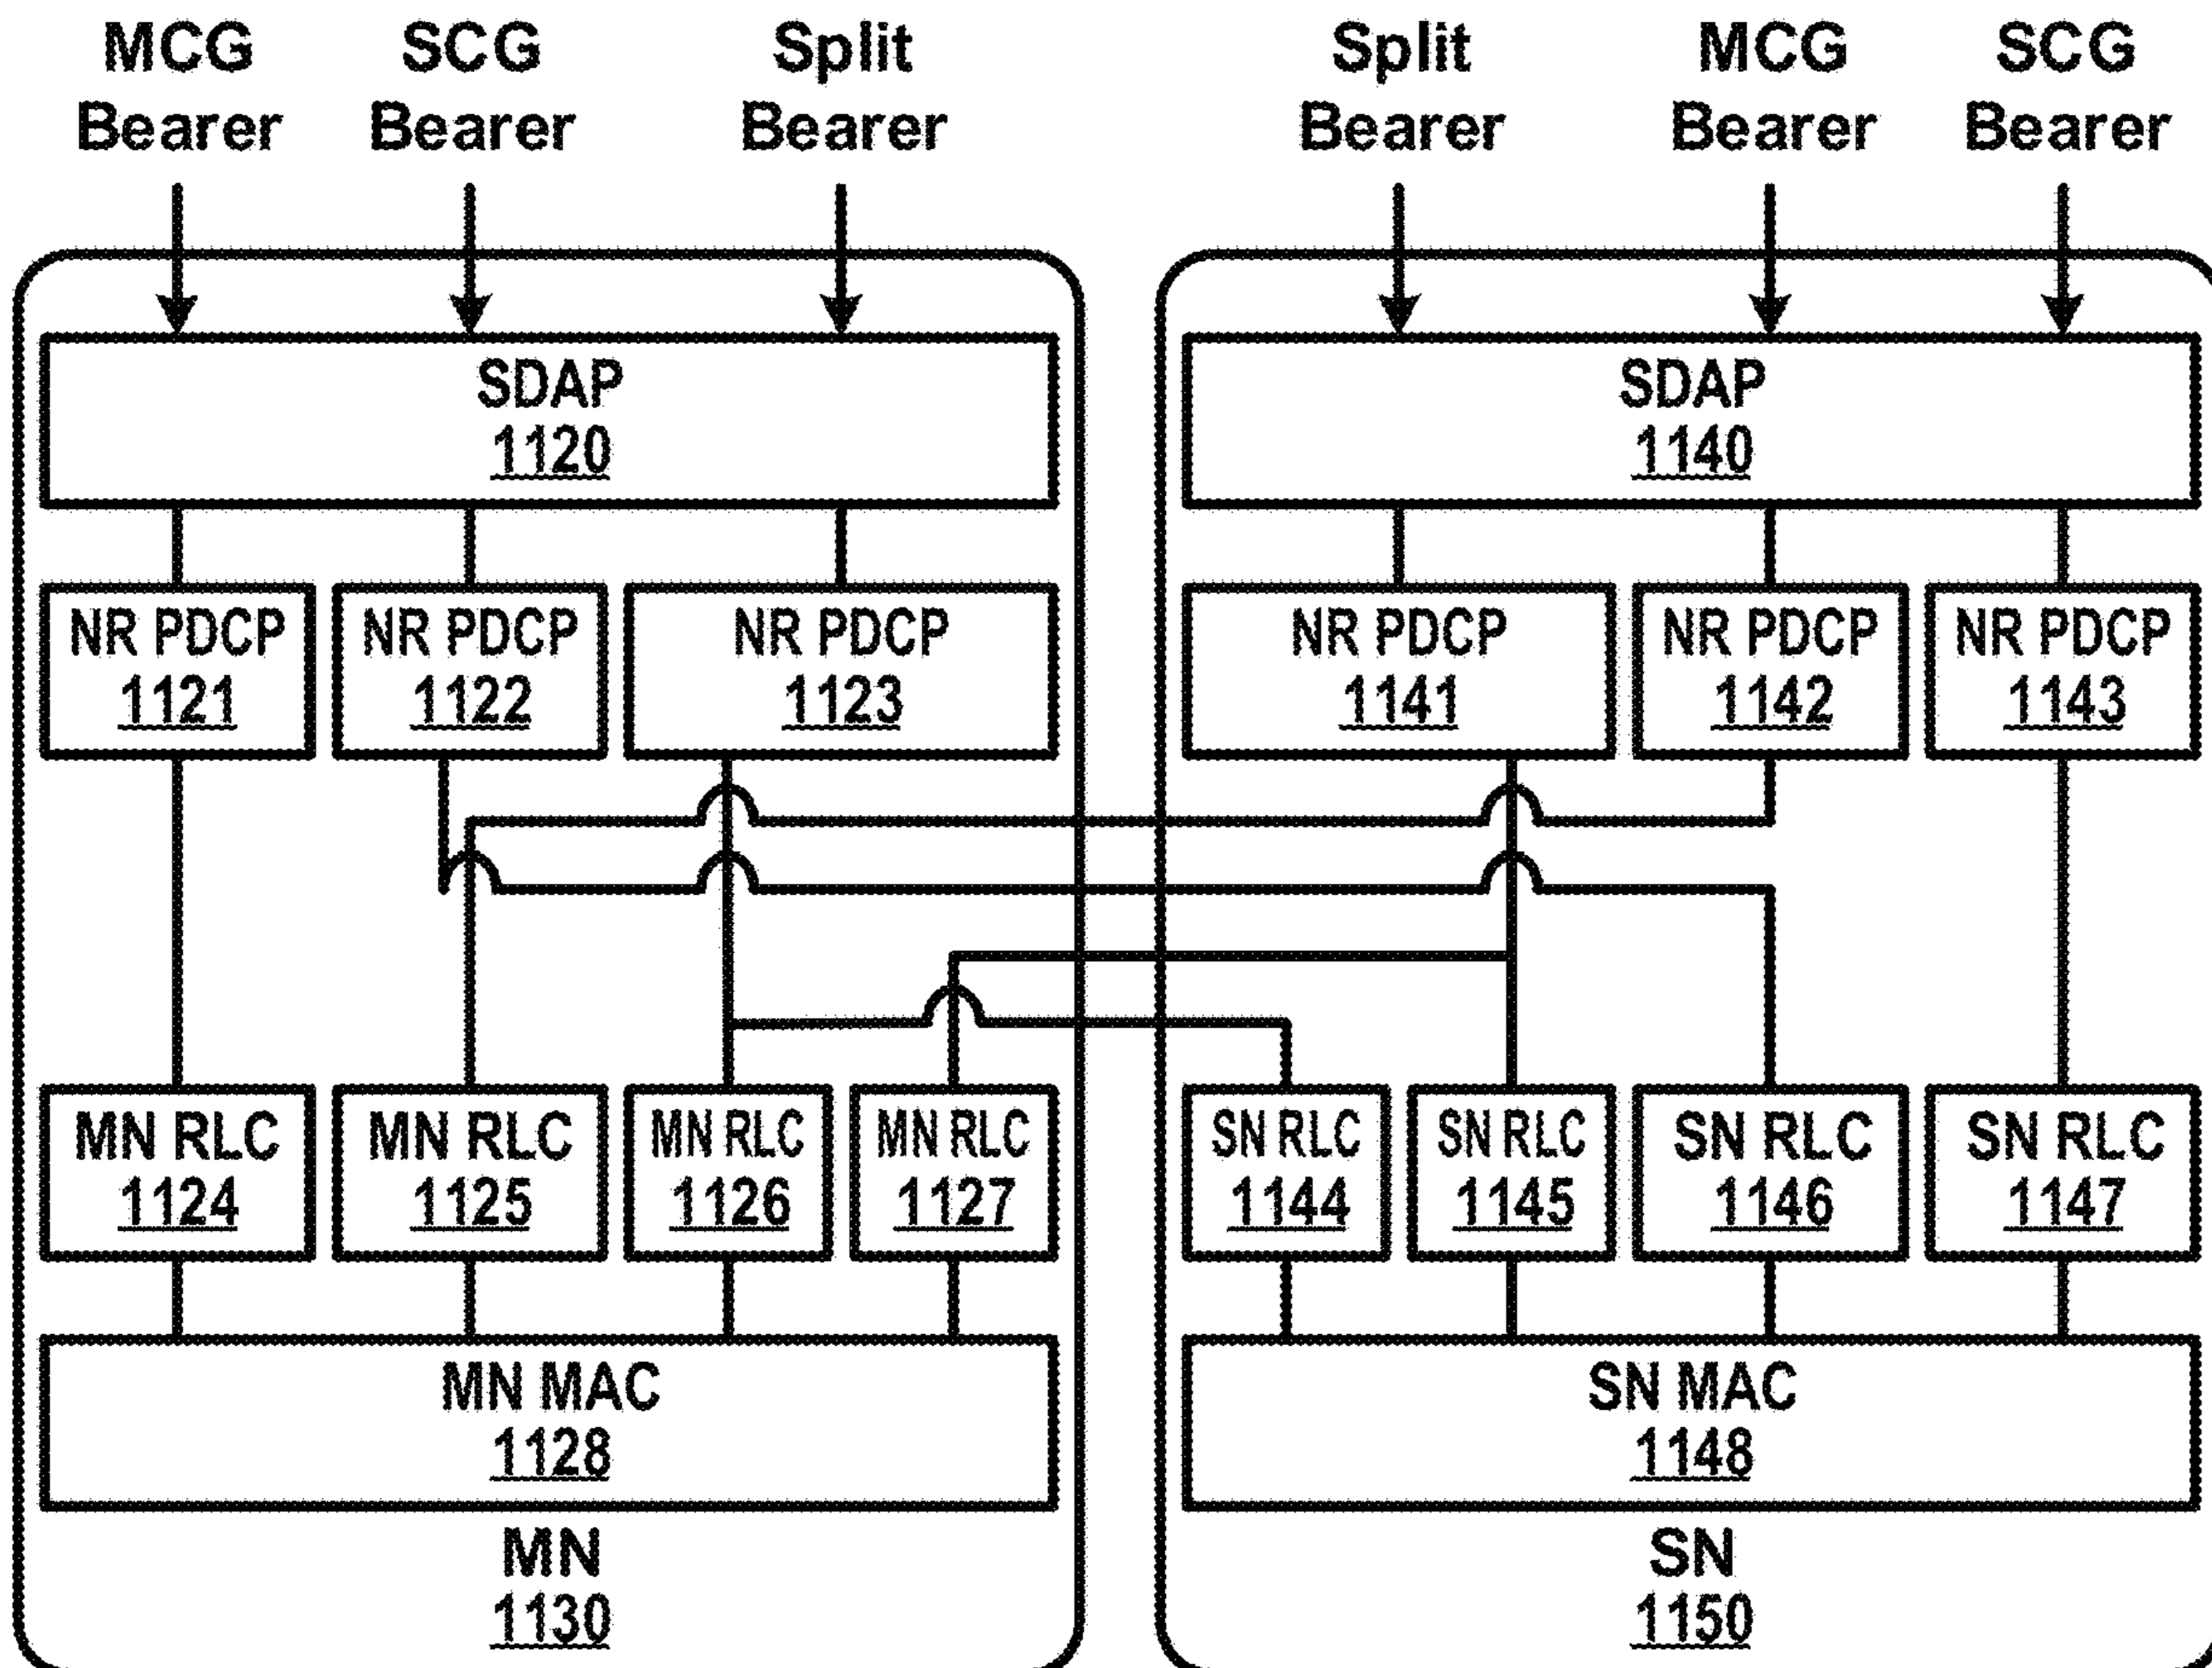 MCG
Bearer
SCG
Bearer
Split
Bearer
Split
Bearer
MCG
Bearer
SCG
Bearer
SDAP
1120
SDAP
1140
NR PDCP
1121
NR PDCP
1122
NR PDCP
1123
NR PDCP
1141
NR PDCP
1142
NR PDCP
1143
MN RLC
1124
MN RLC
1125
MN RLC
1126
MN RLC
1127
SN RLC
1144
SN RLC
1145
SN RLC
1146
SN RLC
1147
MN MAC
1128
SN MAC
1148
MN
1130
SN
1150